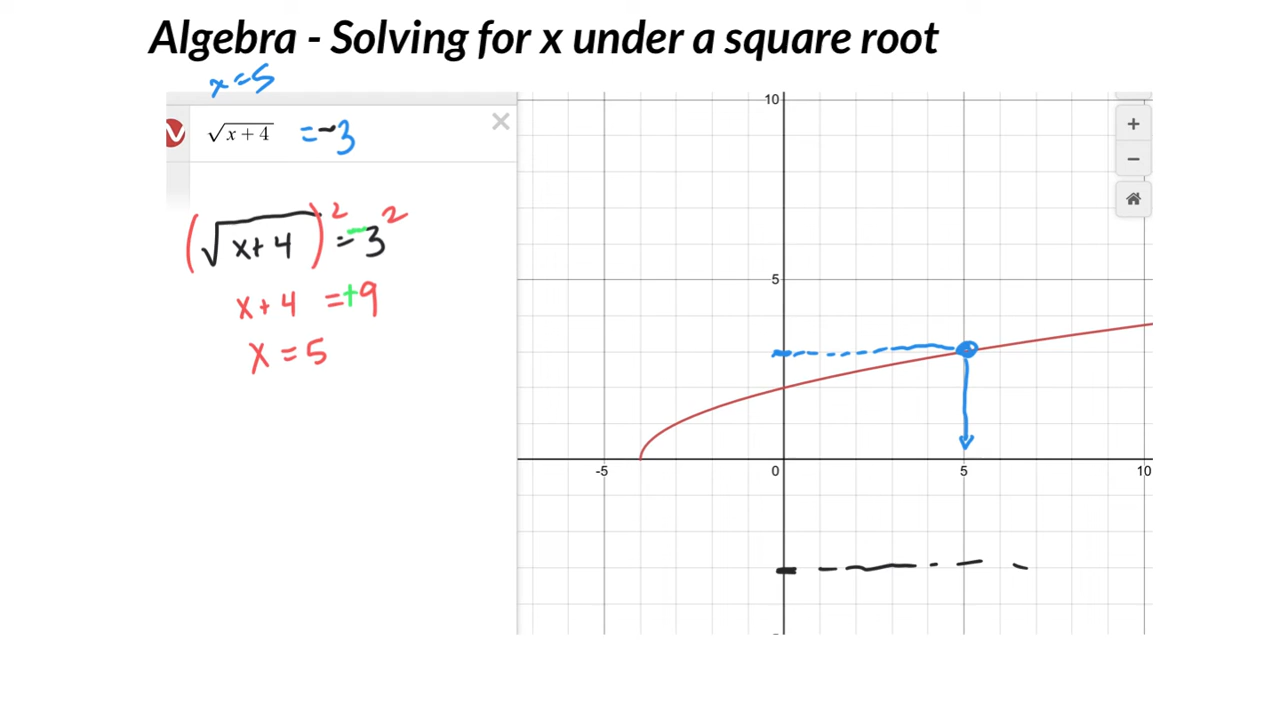 Algebra - Solving for x under a square root
x=5
√x + 4 = -3
(√x+4)² = -3²
x+4 = +9
x = 5
10
5
-5
0
5
10
+
−